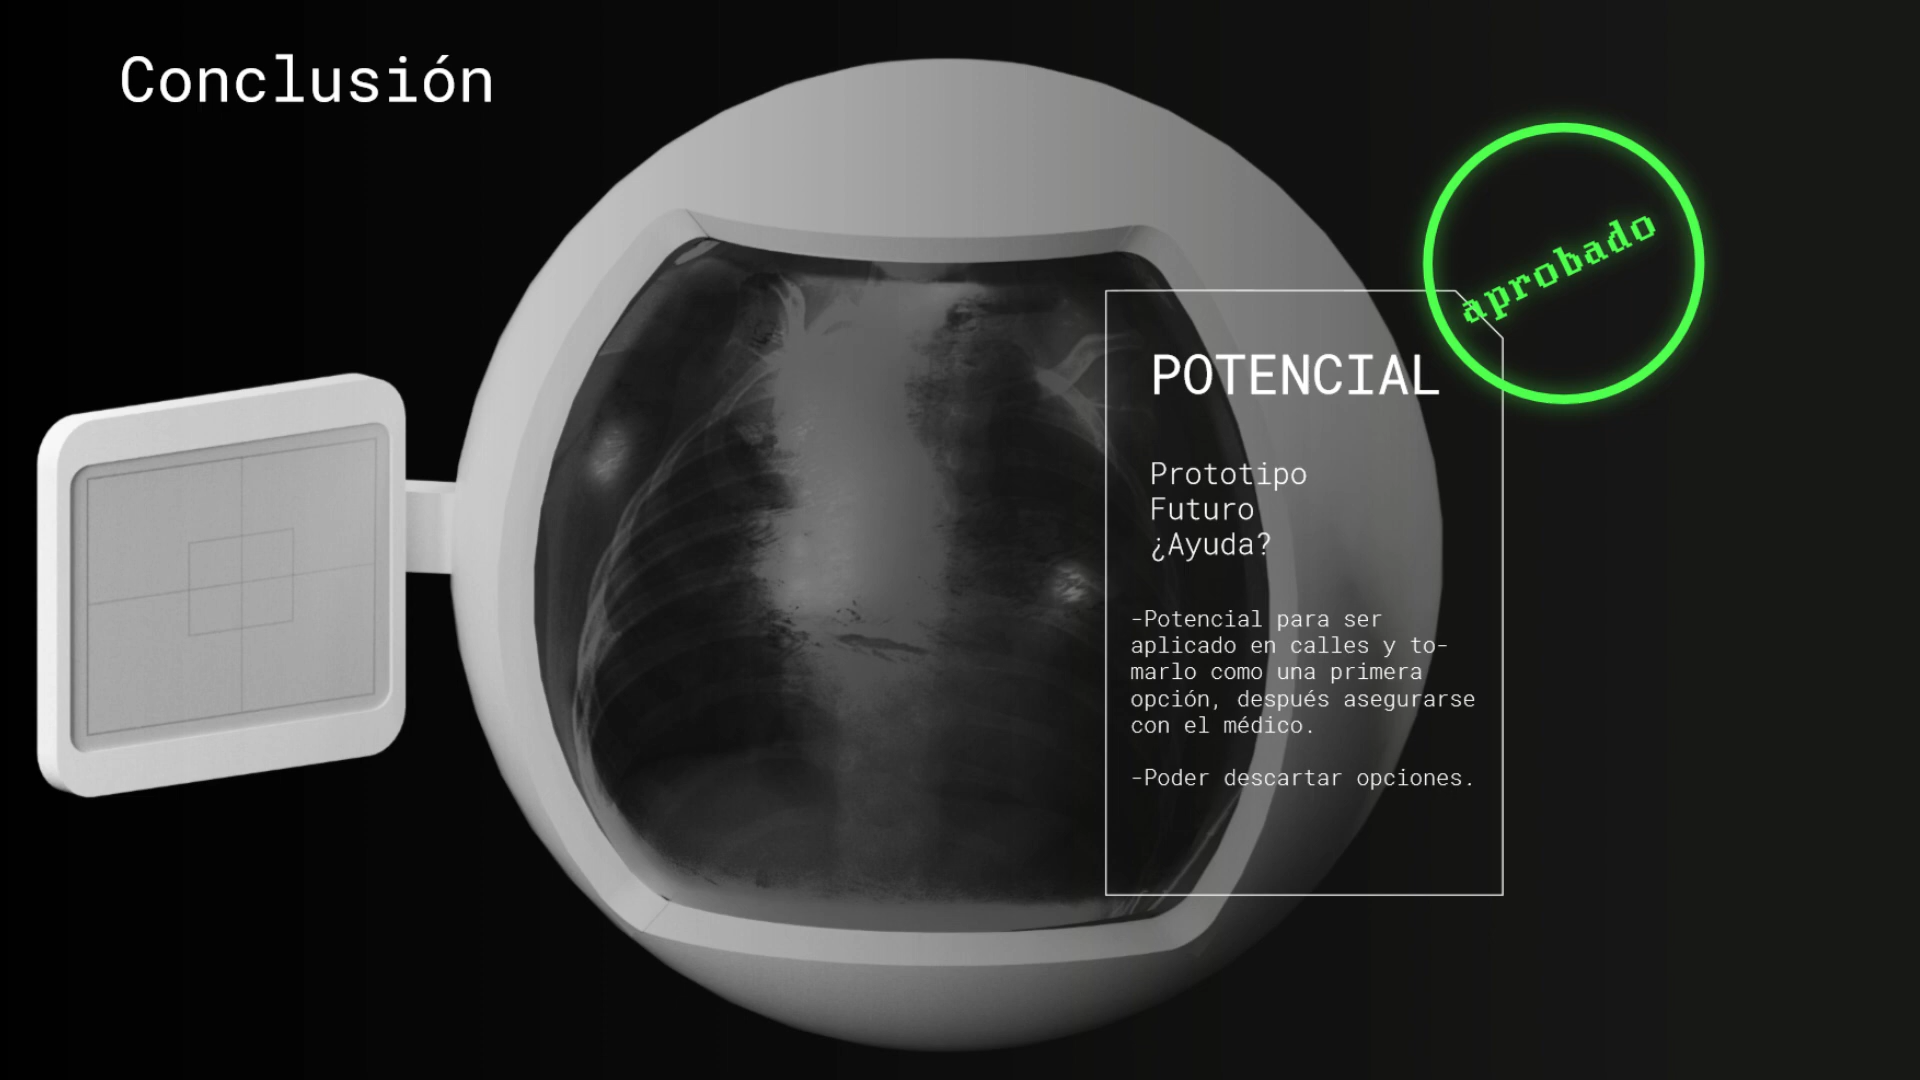 Conclusión
aprobado
POTENCIAL
Prototipo
Futuro
¿Ayuda?
-Potencial para ser
aplicado en calles y to-
marlo como una primera
opción, después asegurarse
con el médico.
-Poder descartar opciones.